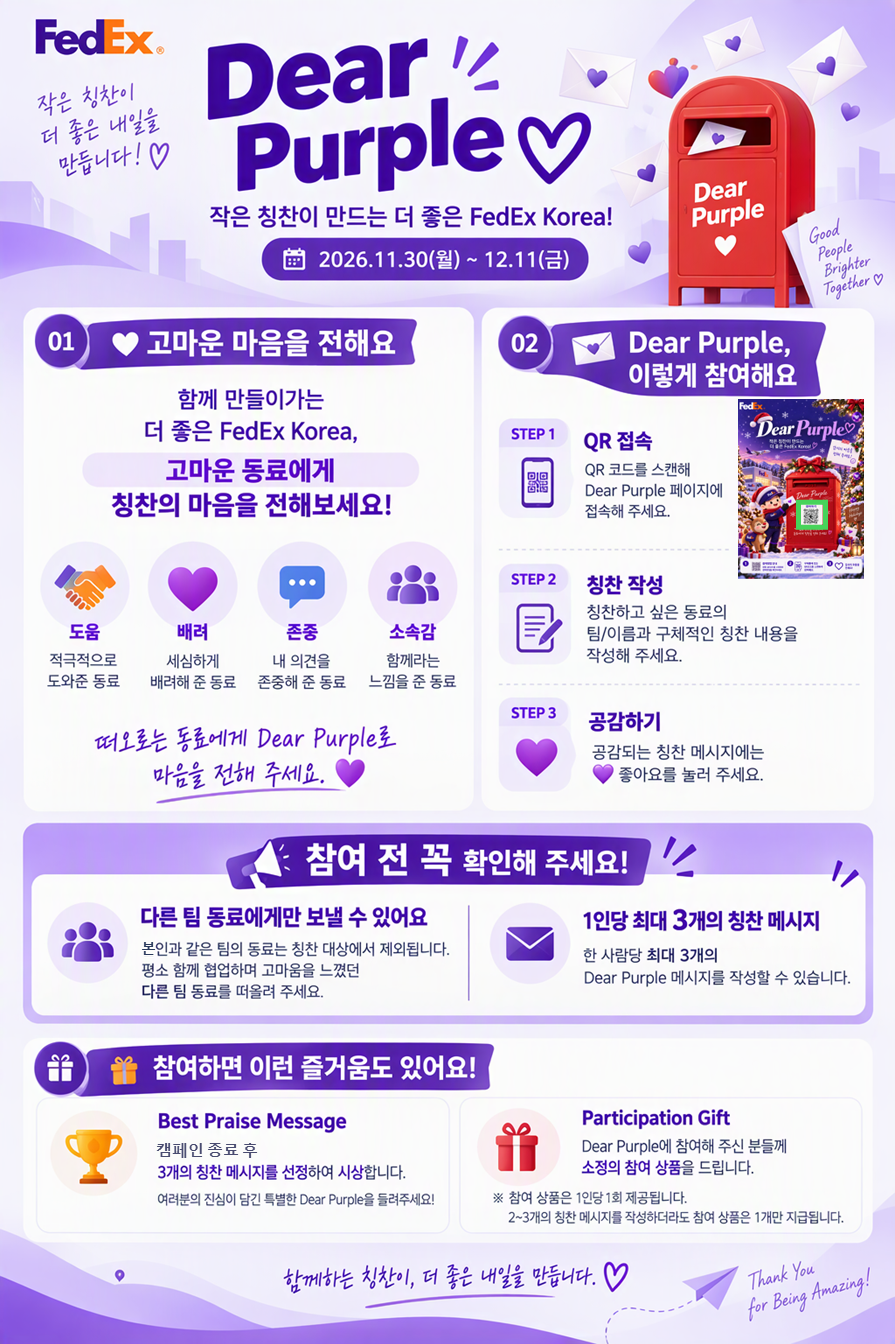 FedEx®
작은 칭찬이
더 좋은 내일을
만듭니다!
Dear
Purple
작은 칭찬이 만드는 더 좋은 FedEx Korea!
2026.11.30(월) ~ 12.11(금)
Dear
Purple
Good
People
Brighter
Together
01 고마운 마음을 전해요
함께 만들이가는
더 좋은 FedEx Korea,
고마운 동료에게
칭찬의 마음을 전해보세요!
도움
적극적으로
도와준 동료
배려
세심하게
배려해 준 동료
존중
내 의견을
존중해 준 동료
소속감
함께라는
느낌을 준 동료
떠오로는 동료에게 Dear Purple로
마음을 전해 주세요.
02 Dear Purple,
이렇게 참여해요
STEP 1
QR 접속
QR 코드를 스캔해
Dear Purple 페이지에
접속해 주세요.
FedEx
Dear Purple
작은 칭찬이 만드는
더 좋은 FedEx Korea!
Dear Purple
STEP 2
칭찬 작성
칭찬하고 싶은 동료의
팀/이름과 구체적인 칭찬 내용을
작성해 주세요.
STEP 3
공감하기
공감되는 칭찬 메시지에는
💜 좋아요를 눌러 주세요.
참여 전 꼭 확인해 주세요!
다른 팀 동료에게만 보낼 수 있어요
본인과 같은 팀의 동료는 칭찬 대상에서 제외됩니다.
평소 함께 협업하며 고마움을 느꼈던
다른 팀 동료를 떠올려 주세요.
1인당 최대 3개의 칭찬 메시지
한 사람당 최대 3개의
Dear Purple 메시지를 작성할 수 있습니다.
참여하면 이런 즐거움도 있어요!
Best Praise Message
캠페인 종료 후
3개의 칭찬 메시지를 선정하여 시상합니다.
여러분의 진심이 담긴 특별한 Dear Purple을 들려주세요!
Participation Gift
Dear Purple에 참여해 주신 분들께
소정의 참여 상품을 드립니다.
※ 참여 상품은 1인당 1회 제공됩니다.
2~3개의 칭찬 메시지를 작성하더라도 참여 상품은 1개만 지급됩니다.
함께하는 칭찬이, 더 좋은 내일을 만듭니다.
Thank You
for Being Amazing!